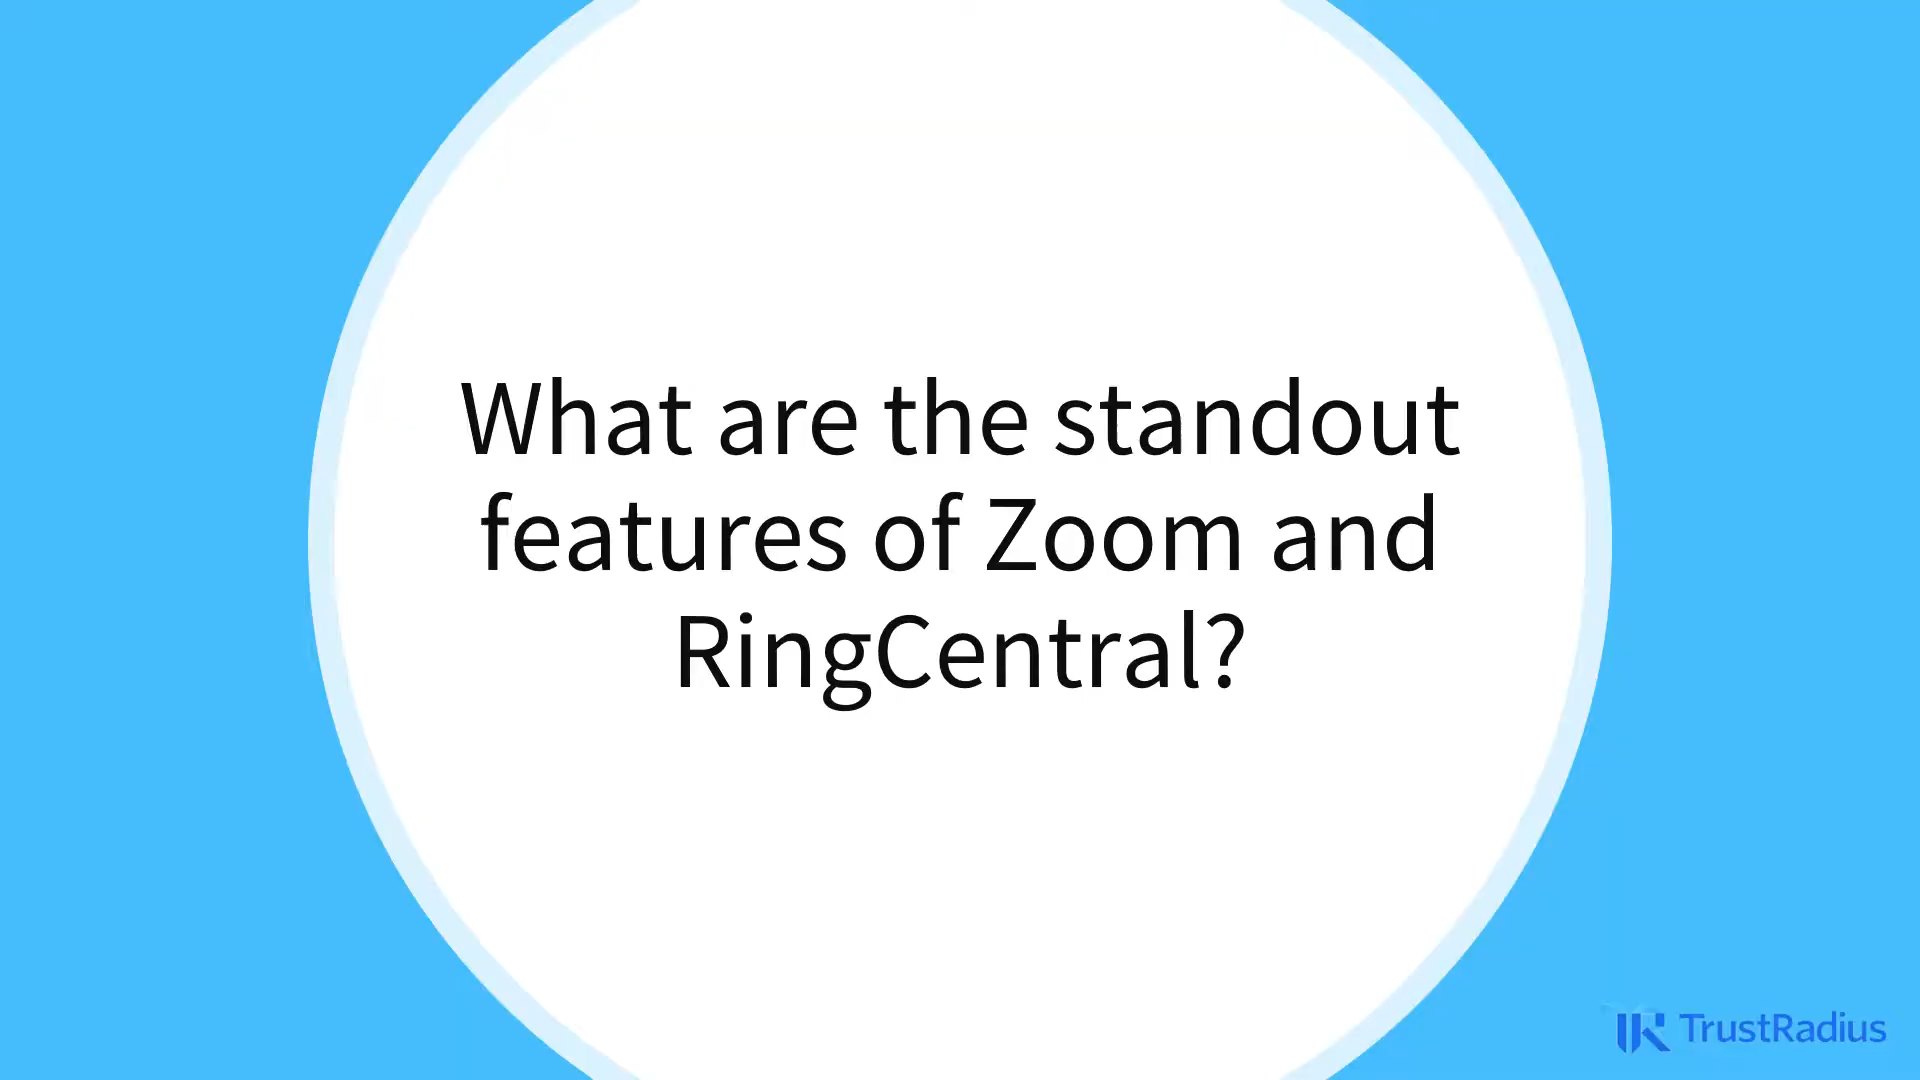 What are the standout
features of Zoom and
RingCentral?
TrustRadius